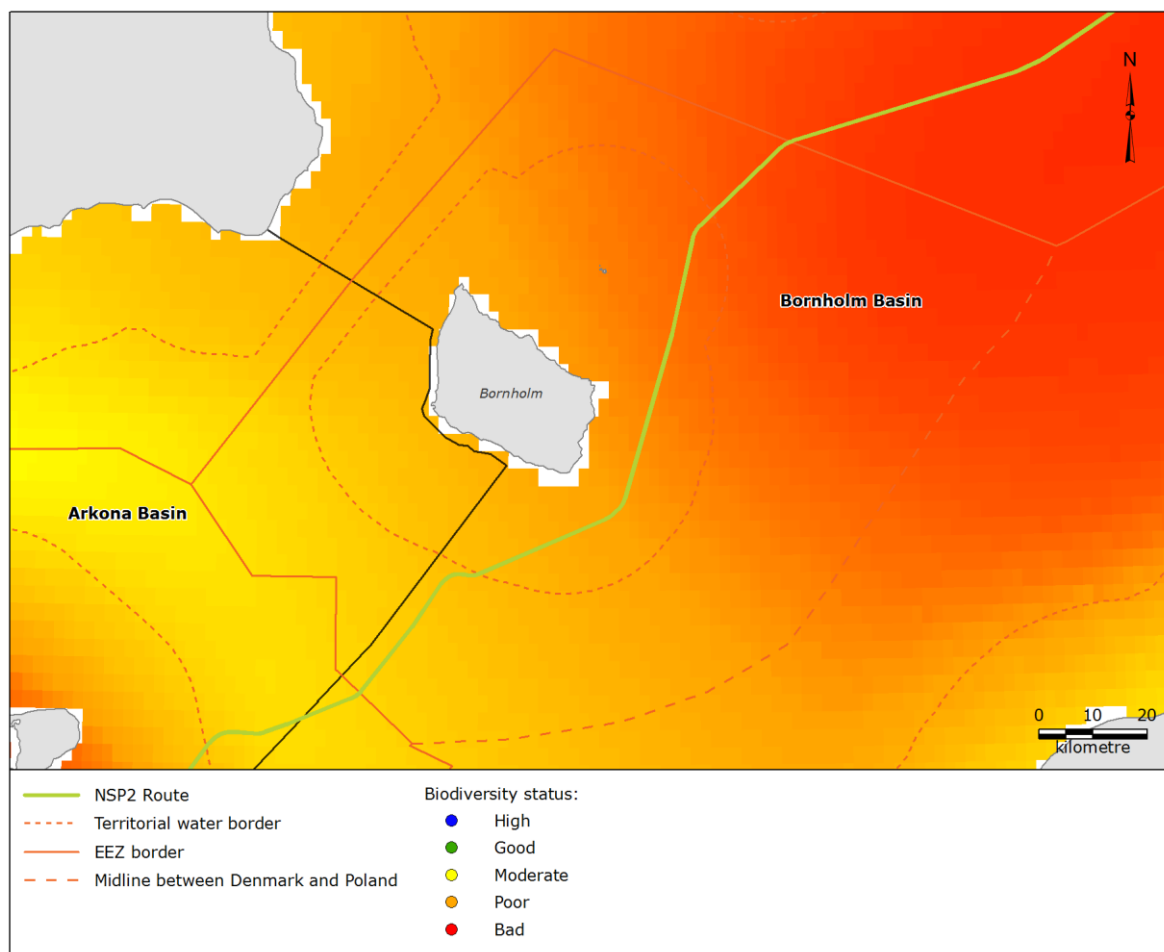 N
Bornholm Basin
Bornholm
Arkona Basin
0 10 20
kilometre
NSP2 Route
Territorial water border
EEZ border
Midline between Denmark and Poland
Biodiversity status:
High
Good
Moderate
Poor
Bad